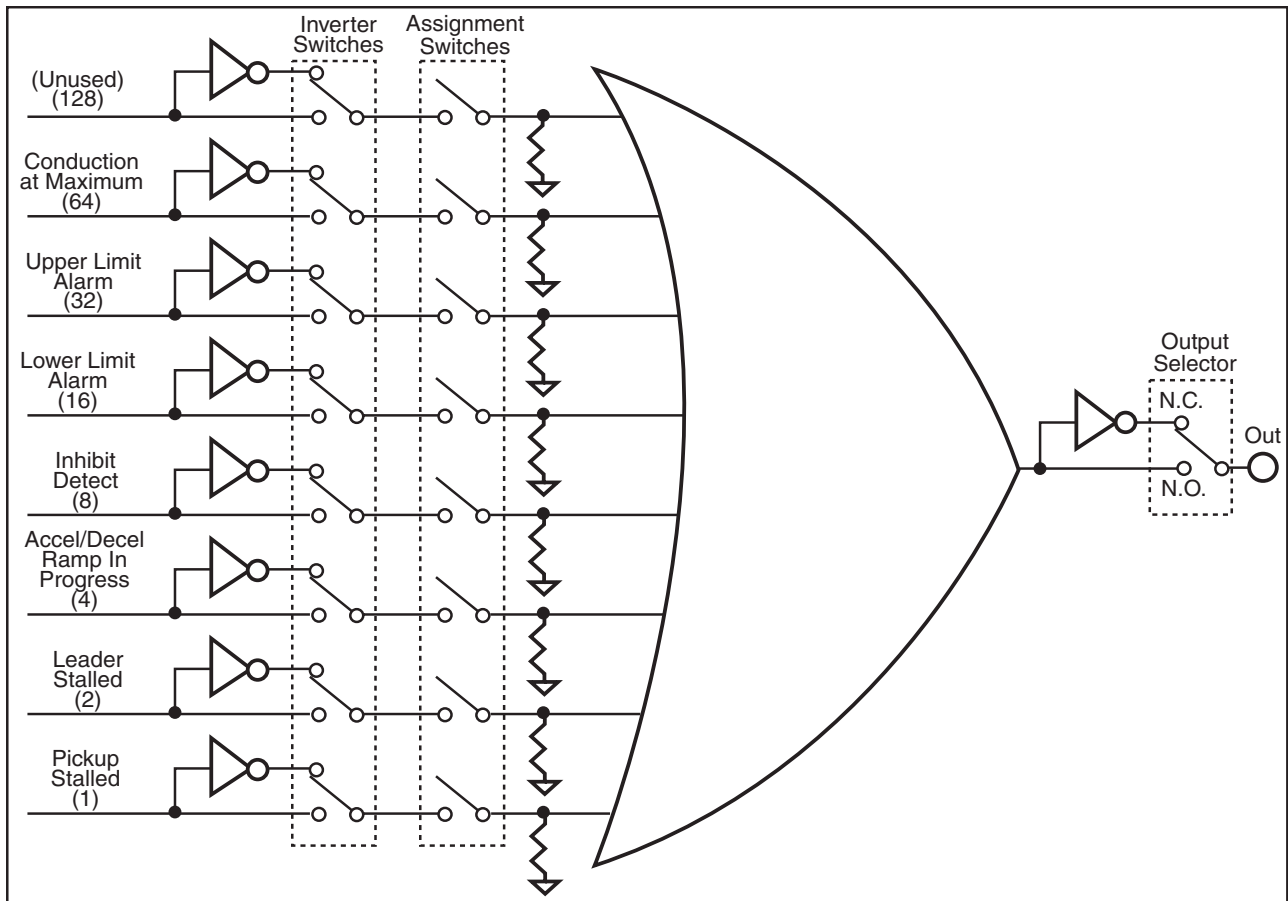 Inverter
Switches
Assignment
Switches
(Unused)
(128)
Conduction
at Maximum
(64)
Upper Limit
Alarm
(32)
Lower Limit
Alarm
(16)
Inhibit
Detect
(8)
Accel/Decel
Ramp In
Progress
(4)
Leader
Stalled
(2)
Pickup
Stalled
(1)
Output
Selector
N.C.
Out
N.O.